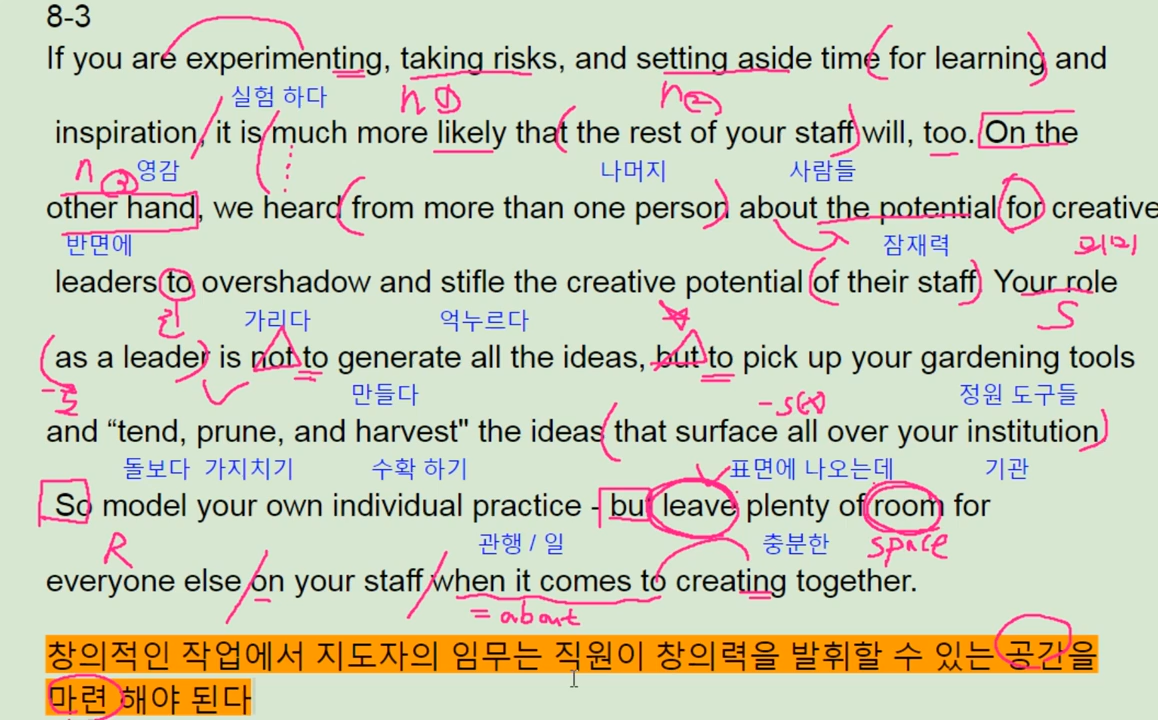 8-3
If you are experimenting, taking risks, and setting aside time for learning and
실험 하다 n① n②
inspiration, it is much more likely that the rest of your staff will, too. On the
n③ 영감 나머지 사람들
other hand, we heard from more than one person about the potential for creative
반면에 잠재력 의미
leaders to overshadow and stifle the creative potential of their staff. Your role
가리다 억누르다 S
as a leader is not to generate all the ideas, but to pick up your gardening tools
만들다 정원 도구들
and “tend, prune, and harvest" the ideas that surface all over your institution
돌보다 가지치기 수확 하기 표면에 나오는데 기관
So model your own individual practice - but leave plenty of room for
R 관행 / 일 충분한 space
everyone else on your staff when it comes to creating together.
= about
창의적인 작업에서 지도자의 임무는 직원이 창의력을 발휘할 수 있는 공간을
마련 해야 된다